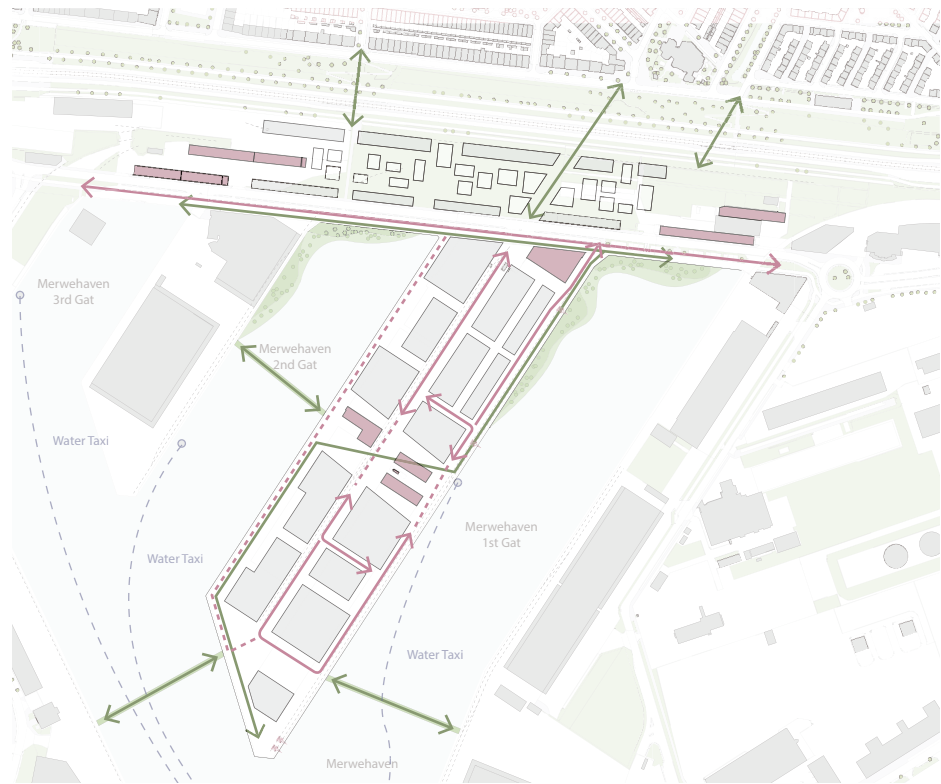 Merwehaven
3rd Gat
Merwehaven
2nd Gat
Water Taxi
Merwehaven
1st Gat
Water Taxi
Water Taxi
Merwehaven